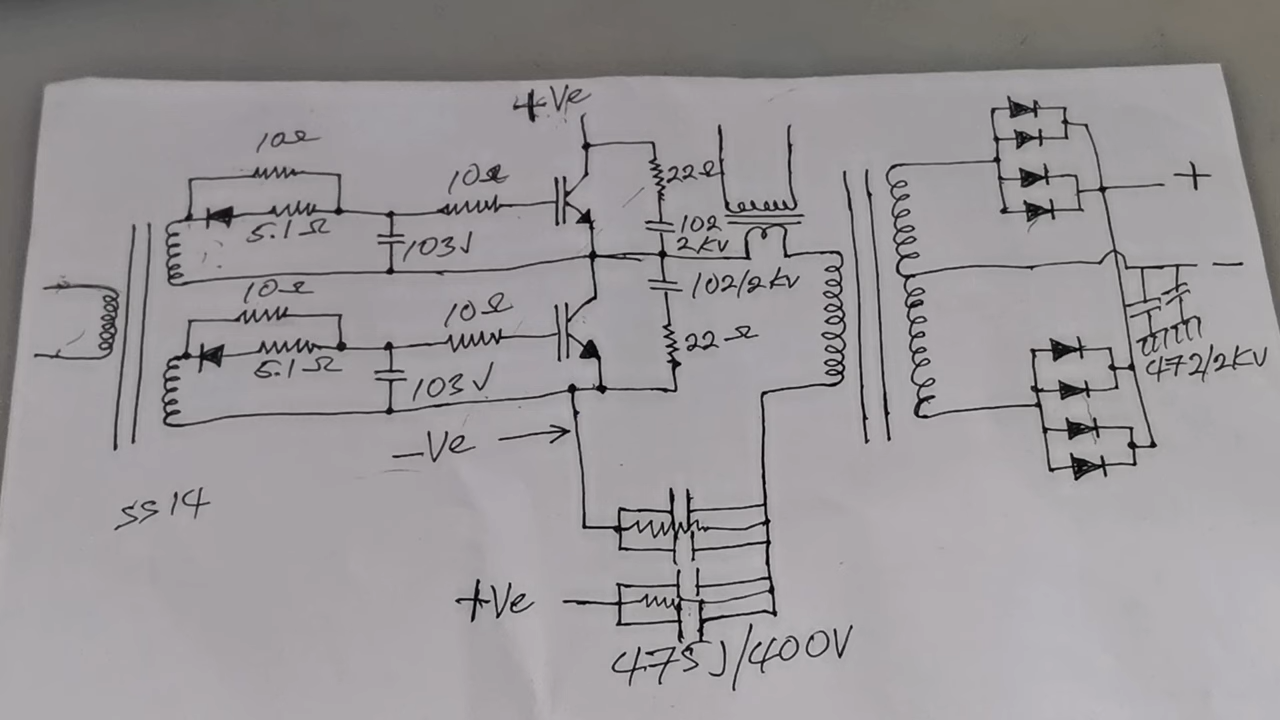 +Ve
10Ω
10Ω
22Ω
+
5.1Ω
103J
102
2KV
-
102/2KV
10Ω
10Ω
22Ω
5.1Ω
103J
472/2KV
-Ve
SS14
+Ve
475J/400V